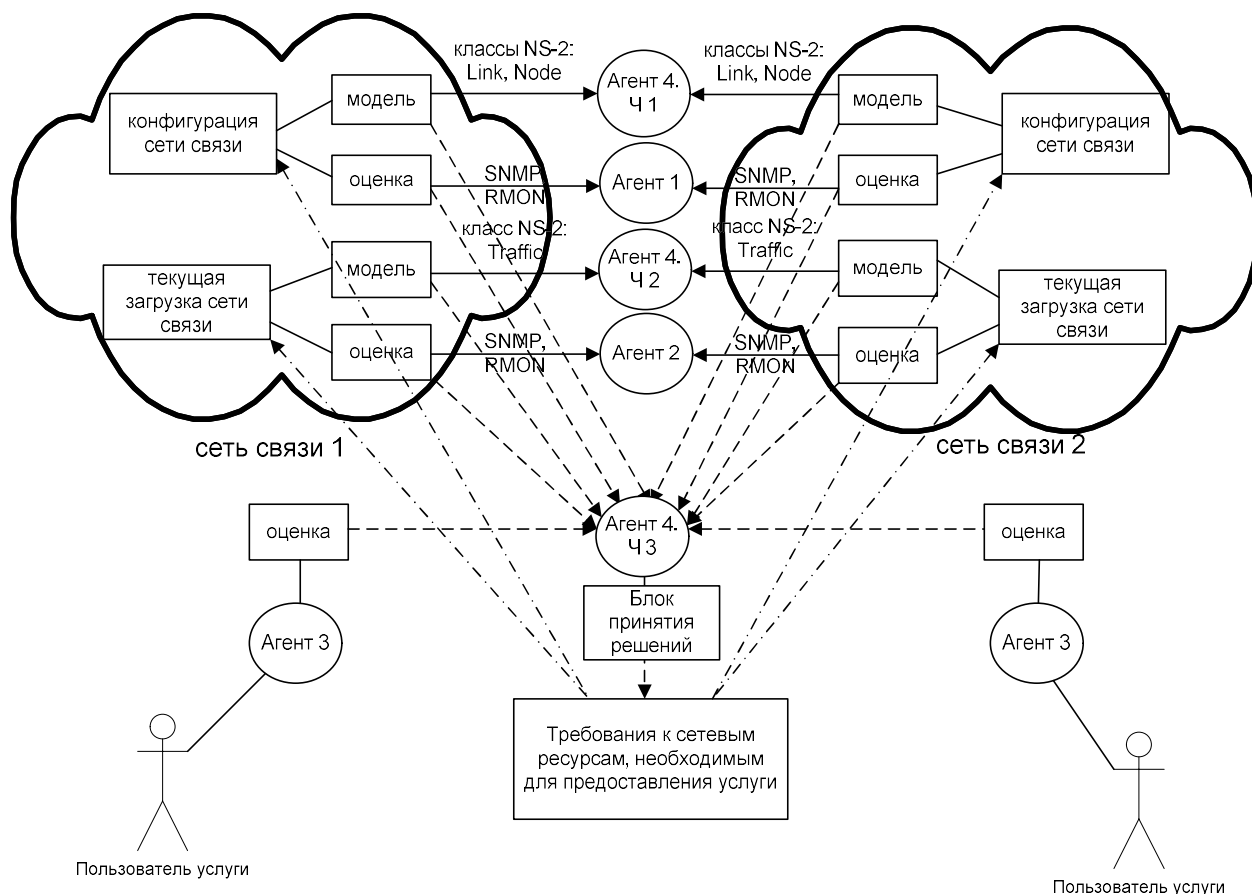 классы NS-2:
Link, Node
Агент 4.
Ч 1
классы NS-2:
Link, Node
модель
модель
конфигурация
сети связи
конфигурация
сети связи
оценка
SNMP,
RMON
Агент 1
SNMP,
RMON
оценка
класс NS-2:
Traffic
Агент 4.
Ч 2
класс NS-2:
Traffic
модель
модель
текущая
загрузка сети
связи
текущая
загрузка сети
связи
оценка
SNMP,
RMON
Агент 2
SNMP,
RMON
оценка
сеть связи 1
сеть связи 2
оценка
Агент 4.
Ч 3
оценка
Блок
принятия
решений
Агент 3
Агент 3
Требования к сетевым
ресурсам, необходимым
для предоставления услуги
Пользователь услуги
Пользователь услуги